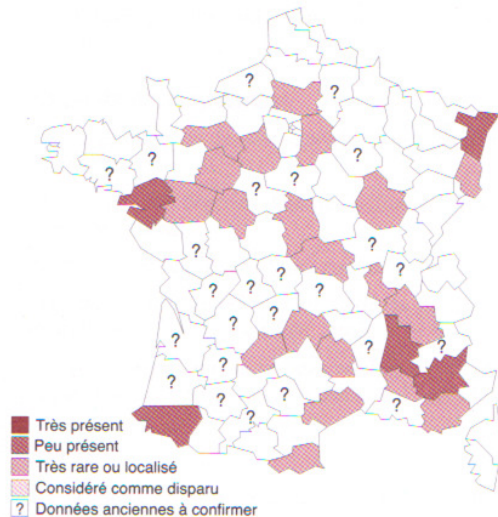 ? ?
? ?
? ?
?
? ?
? ?
? ? ?
? ?
? ? ?
?
? ?
?
? ?
Très présent
Peu présent
Très rare ou localisé
Considéré comme disparu
? Données anciennes à confirmer